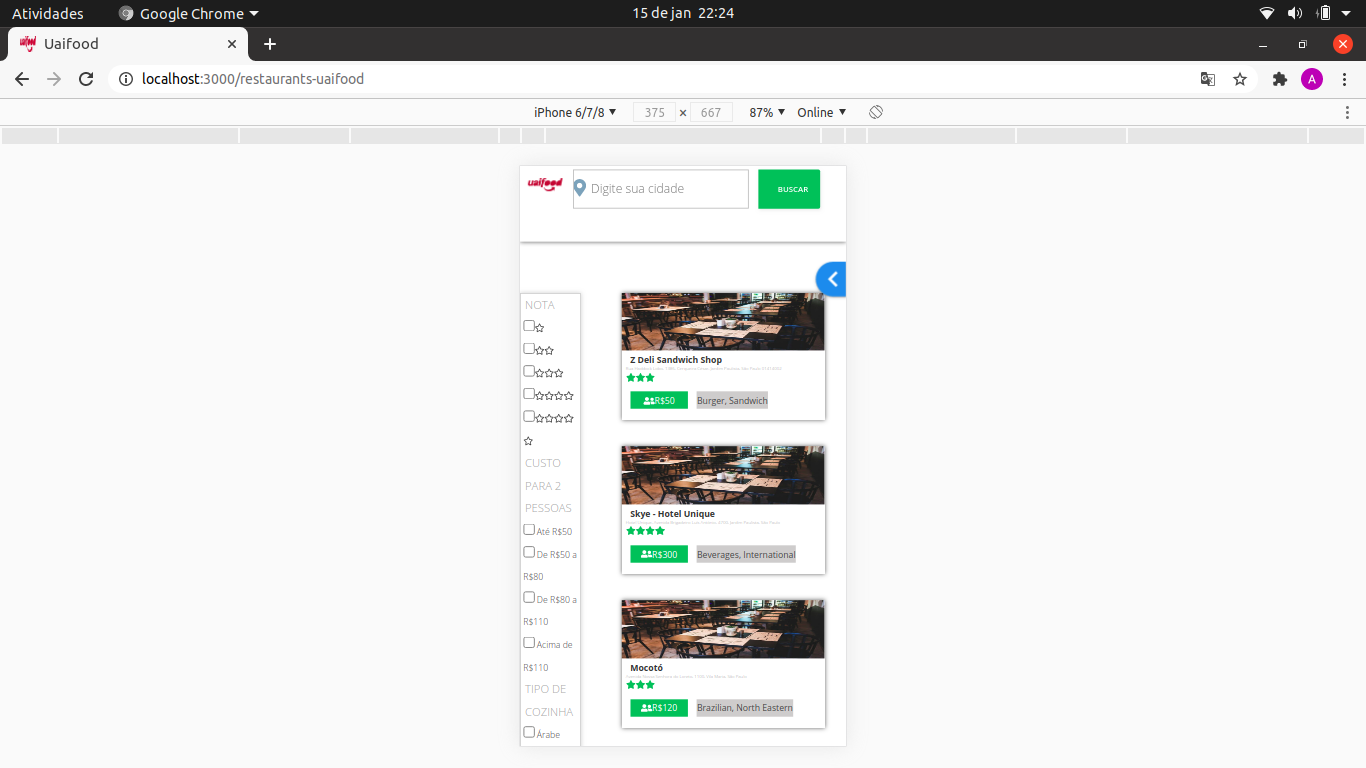 Atividades
Google Chrome
15 de jan 22:24
Uaifood
localhost:3000/restaurants-uaifood
iPhone 6/7/8
375 × 667
87%
Online
uaifood
Digite sua cidade
BUSCAR
NOTA
CUSTO
PARA 2
PESSOAS
Até R$50
De R$50 a
R$80
De R$80 a
R$110
Acima de
R$110
TIPO DE
COZINHA
Árabe
Z Deli Sandwich Shop
R$50
Burger, Sandwich
Skye - Hotel Unique
R$300
Beverages, International
Mocotó
R$120
Brazilian, North Eastern
A